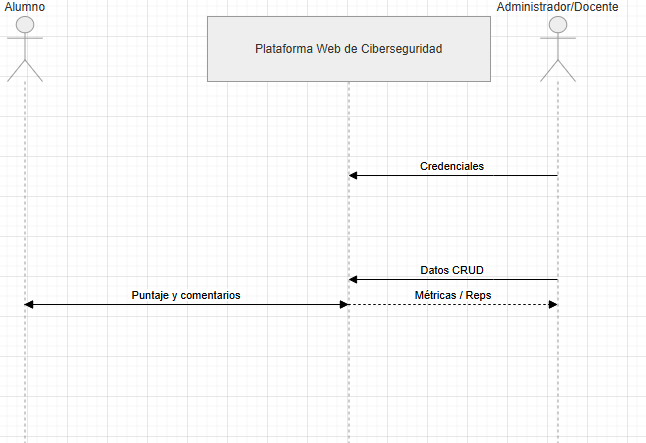 Alumno
Administrador/Docente
Plataforma Web de Ciberseguridad
Credenciales
Datos CRUD
Puntaje y comentarios
Métricas / Reps